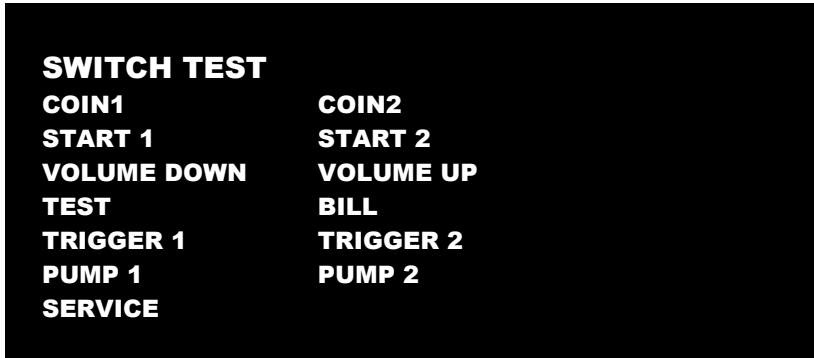 SWITCH TEST
COIN1 COIN2
START 1 START 2
VOLUME DOWN VOLUME UP
TEST BILL
TRIGGER 1 TRIGGER 2
PUMP 1 PUMP 2
SERVICE